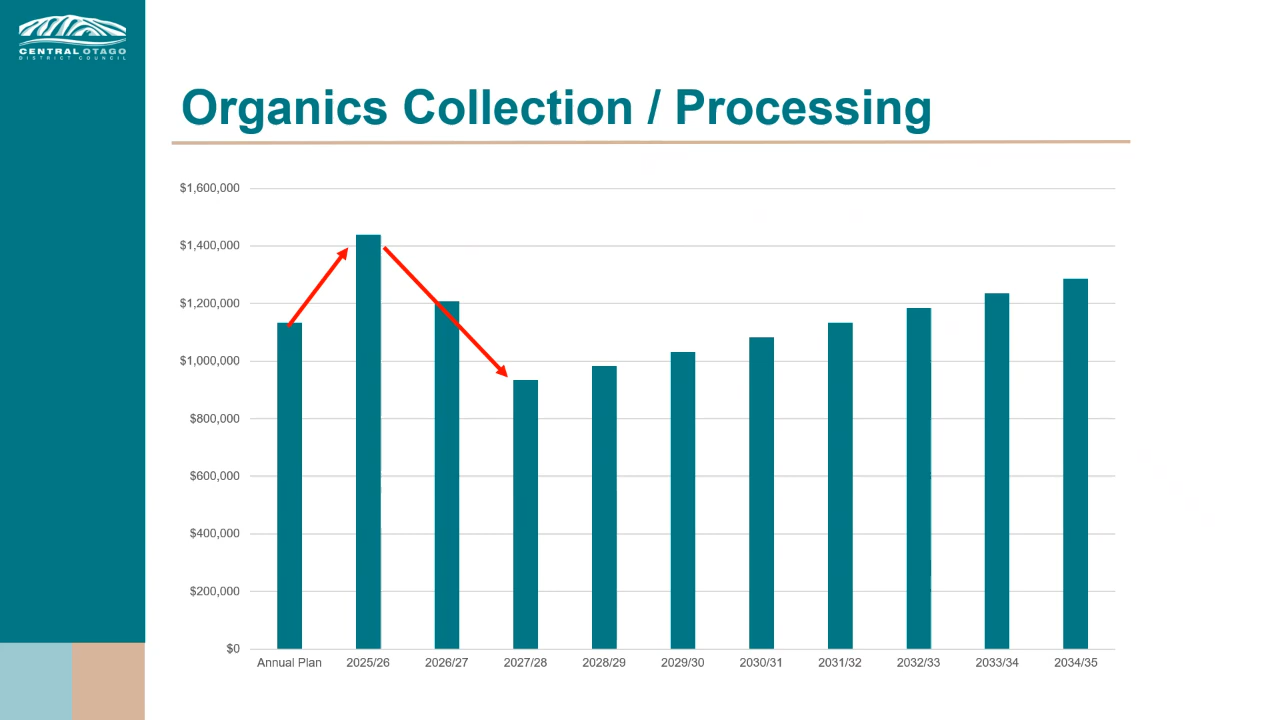 CENTRAL OTAGO
DISTRICT COUNCIL
Organics Collection / Processing
$1,600,000
$1,400,000
$1,200,000
$1,000,000
$800,000
$600,000
$400,000
$200,000
$0
Annual Plan 2025/26 2026/27 2027/28 2028/29 2029/30 2030/31 2031/32 2032/33 2033/34 2034/35